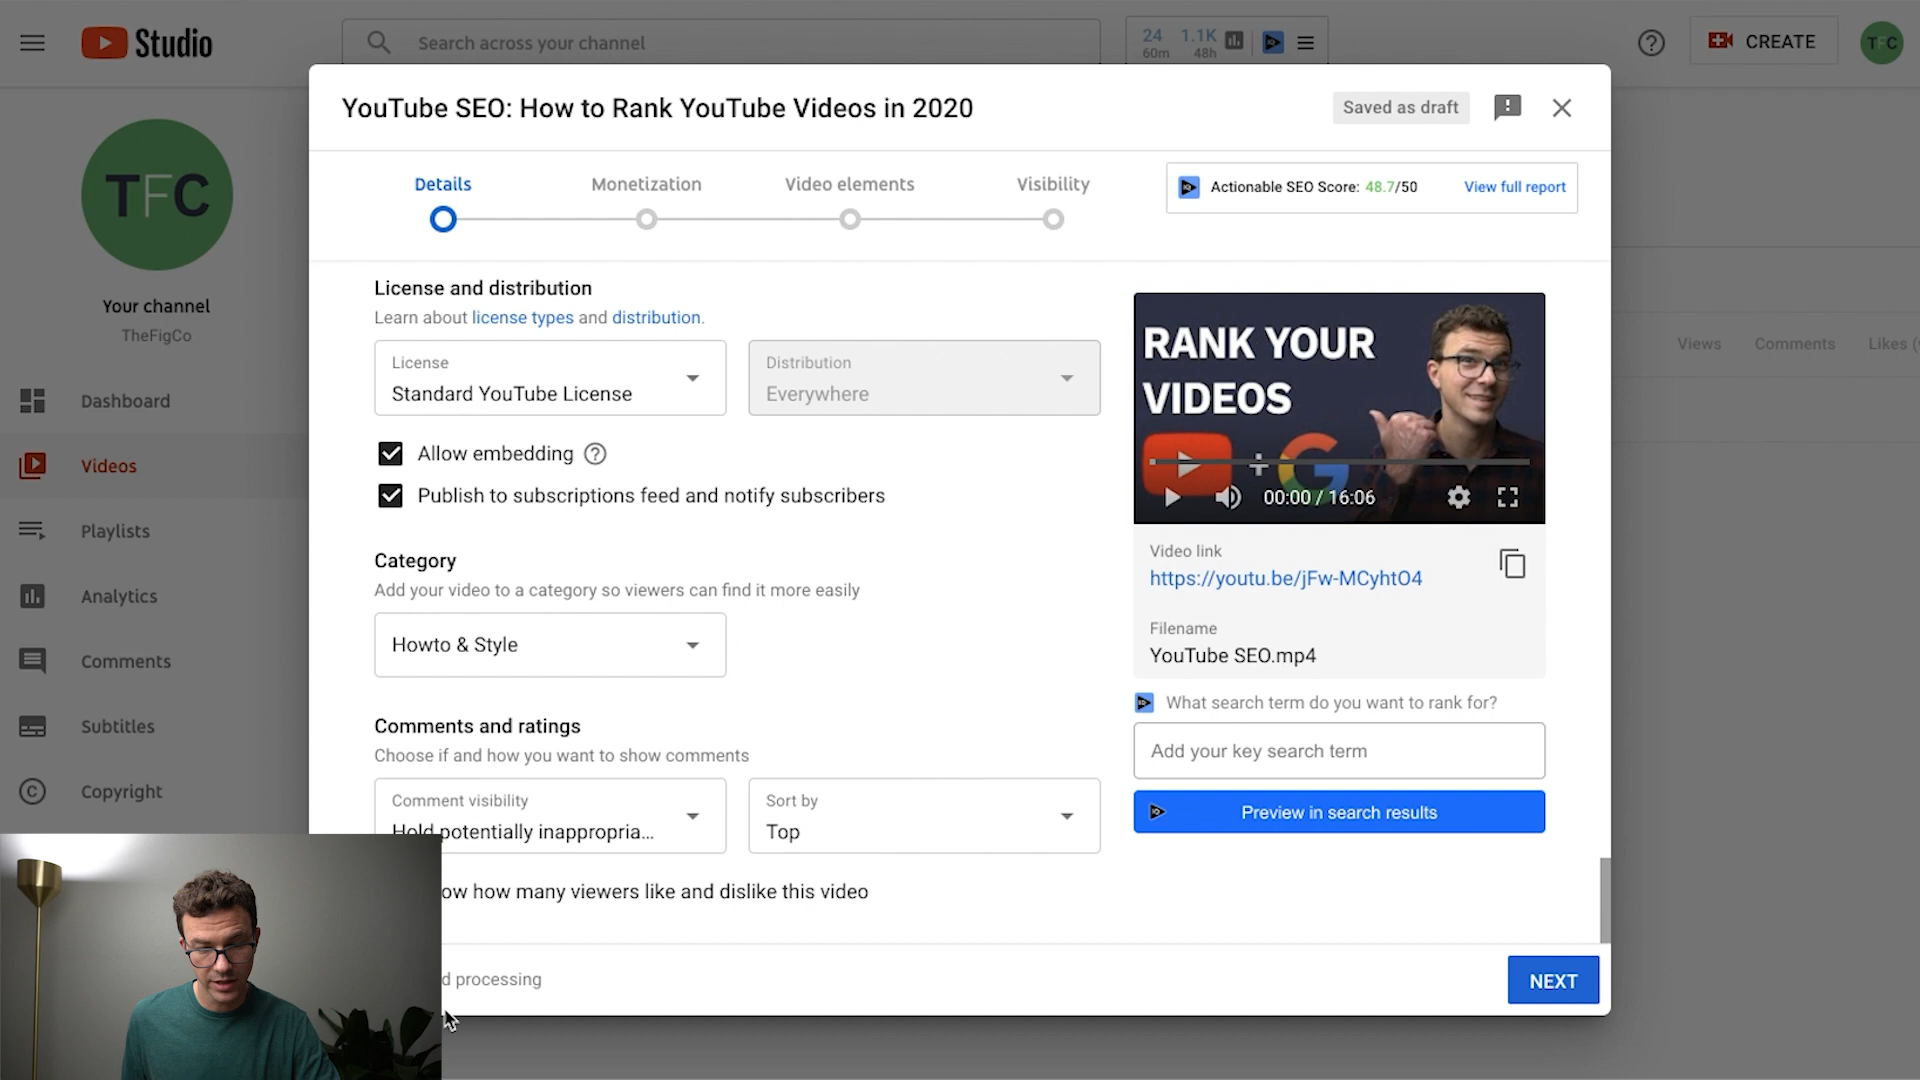 Studio
Search across your channel
24 60m
1.1K 48h
CREATE
TFC
YouTube SEO: How to Rank YouTube Videos in 2020
Saved as draft
Details
Monetization
Video elements
Visibility
Actionable SEO Score: 48.7/50
View full report
TFC
Your channel
TheFigCo
Dashboard
Videos
Playlists
Analytics
Comments
Subtitles
Copyright
License and distribution
Learn about license types and distribution.
License
Standard YouTube License
Distribution
Everywhere
Allow embedding
Publish to subscriptions feed and notify subscribers
Category
Add your video to a category so viewers can find it more easily
Howto & Style
Comments and ratings
Choose if and how you want to show comments
Comment visibility
Hold potentially inappropria...
Sort by
Top
ow how many viewers like and dislike this video
d processing
RANK YOUR
VIDEOS
00:00 / 16:06
Video link
https://youtu.be/jFw-MCyhtO4
Filename
YouTube SEO.mp4
What search term do you want to rank for?
Add your key search term
Preview in search results
NEXT
Views
Comments
Likes (